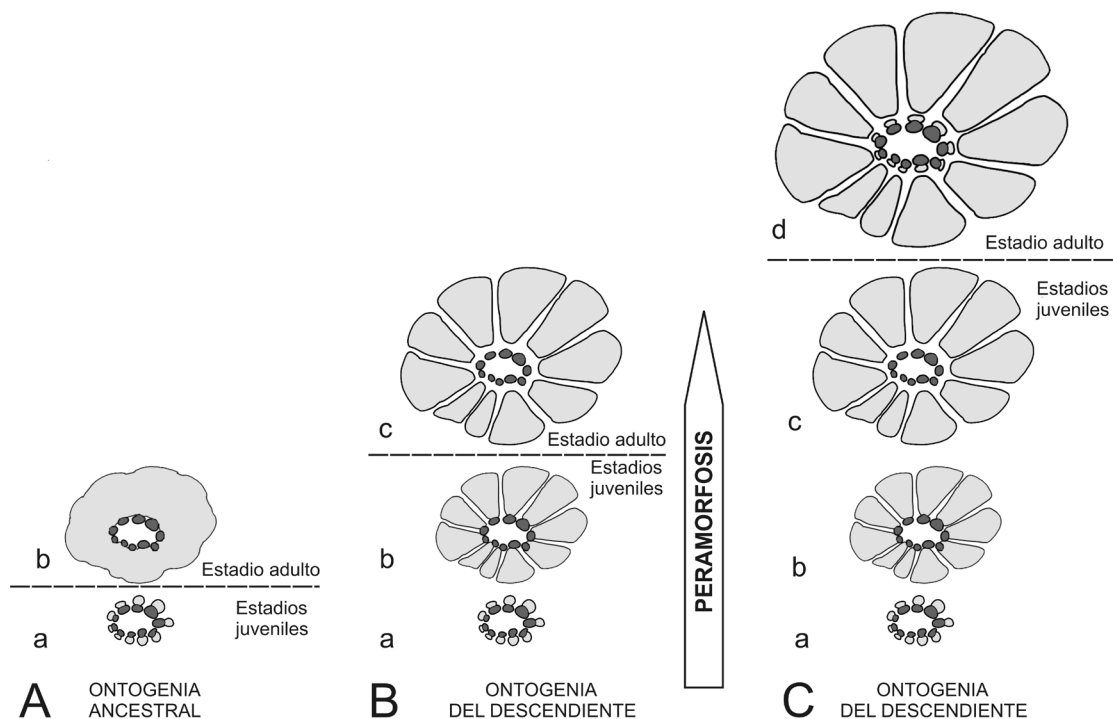 b
Estadio adulto
a
Estadios
juveniles
A
ONTOGENIA
ANCESTRAL
c
Estadio adulto
Estadios
juveniles
b
a
B
ONTOGENIA
DEL DESCENDIENTE
PERAMORFOSIS
d
Estadio adulto
Estadios
juveniles
c
b
a
C
ONTOGENIA
DEL DESCENDIENTE